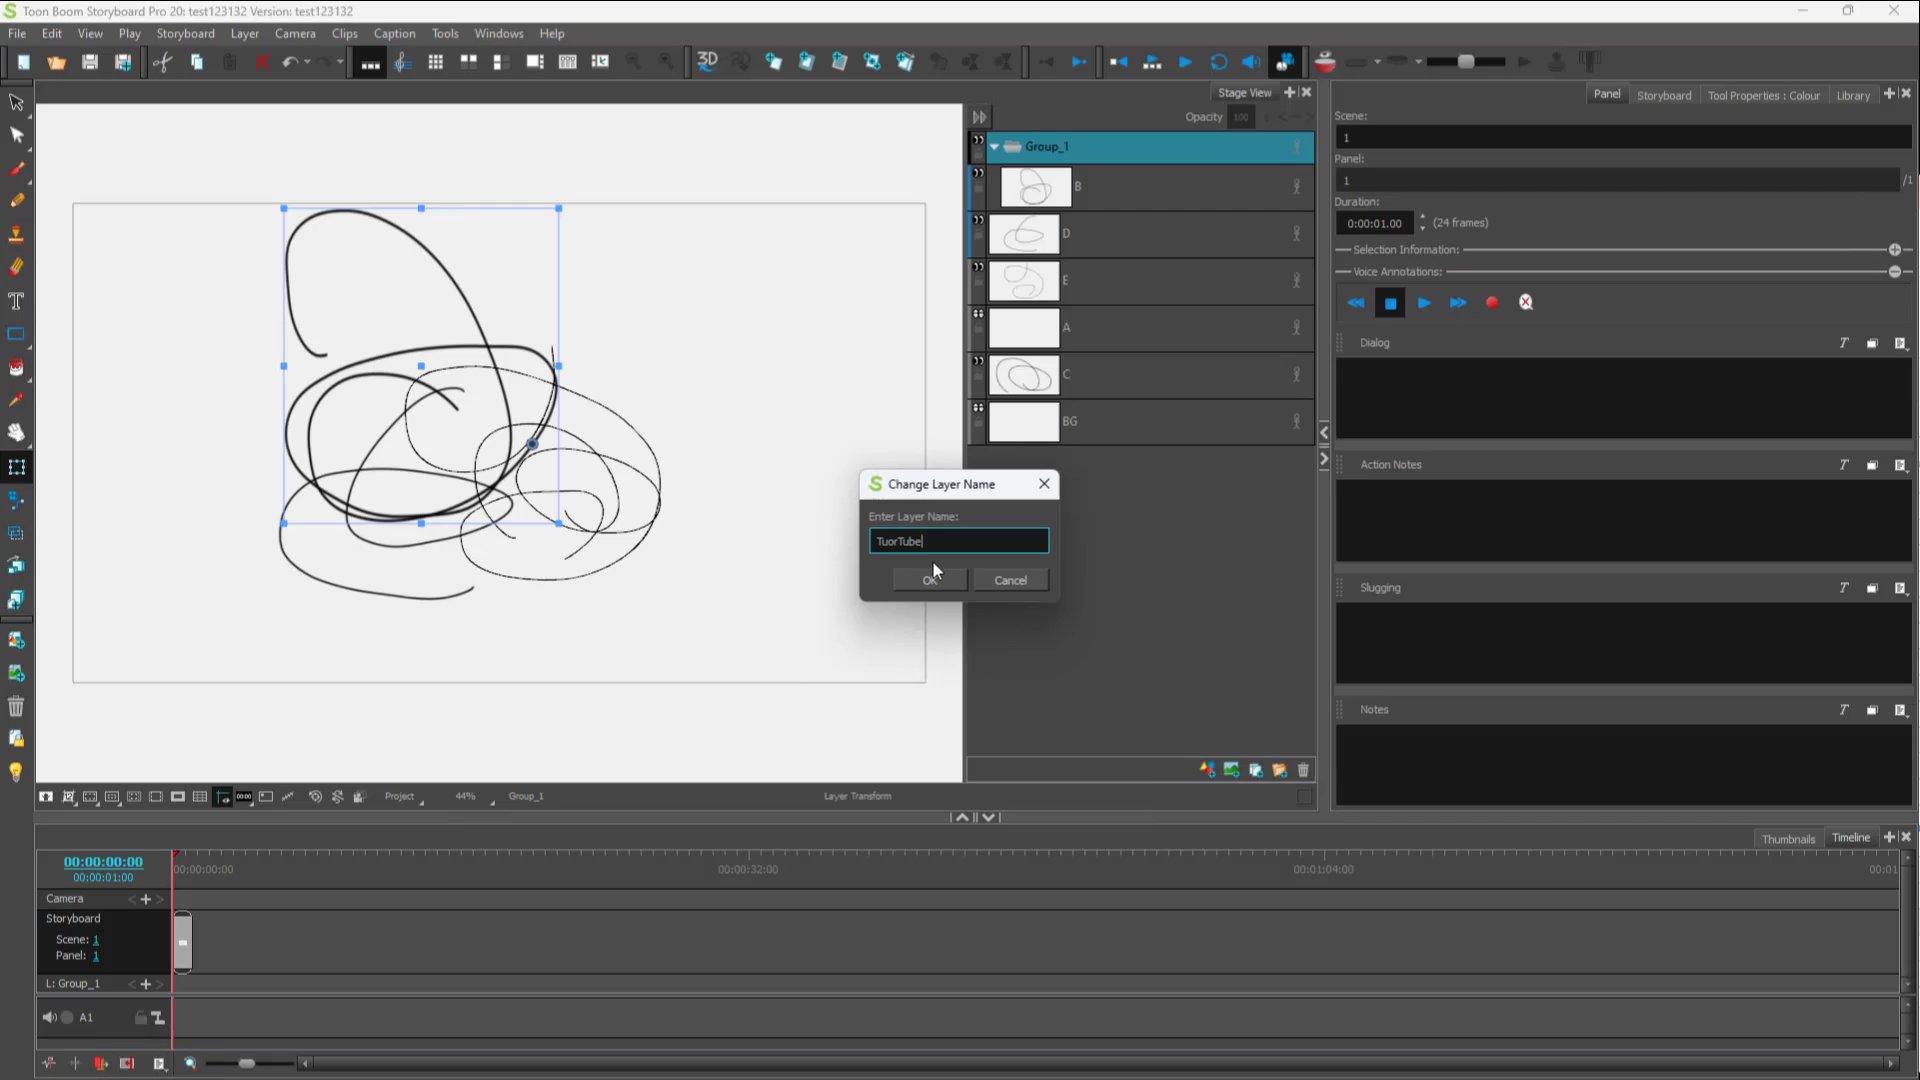 Toon Boom Storyboard Pro 20: test123132 Version: test123132
File Edit View Play Storyboard Layer Camera Clips Caption Tools Windows Help
3D
Stage View
Opacity 100
Group_1
B
D
E
A
C
BG
Panel Storyboard Tool Properties : Colour Library
Scene:
1
Panel:
1 /1
Duration:
0:00:01.00 (24 frames)
Selection Information:
Voice Annotations:
Dialog
Action Notes
Slugging
Notes
Change Layer Name
Enter Layer Name:
TuorTube
OK Cancel
Project 44% Group_1 Layer Transform
Thumbnails Timeline
00:00:00:00
00:00:01:00
00:00:00:00 00:00:32:00 00:01:04:00 00:01
Camera
Storyboard
Scene: 1
Panel: 1
L: Group_1
A1